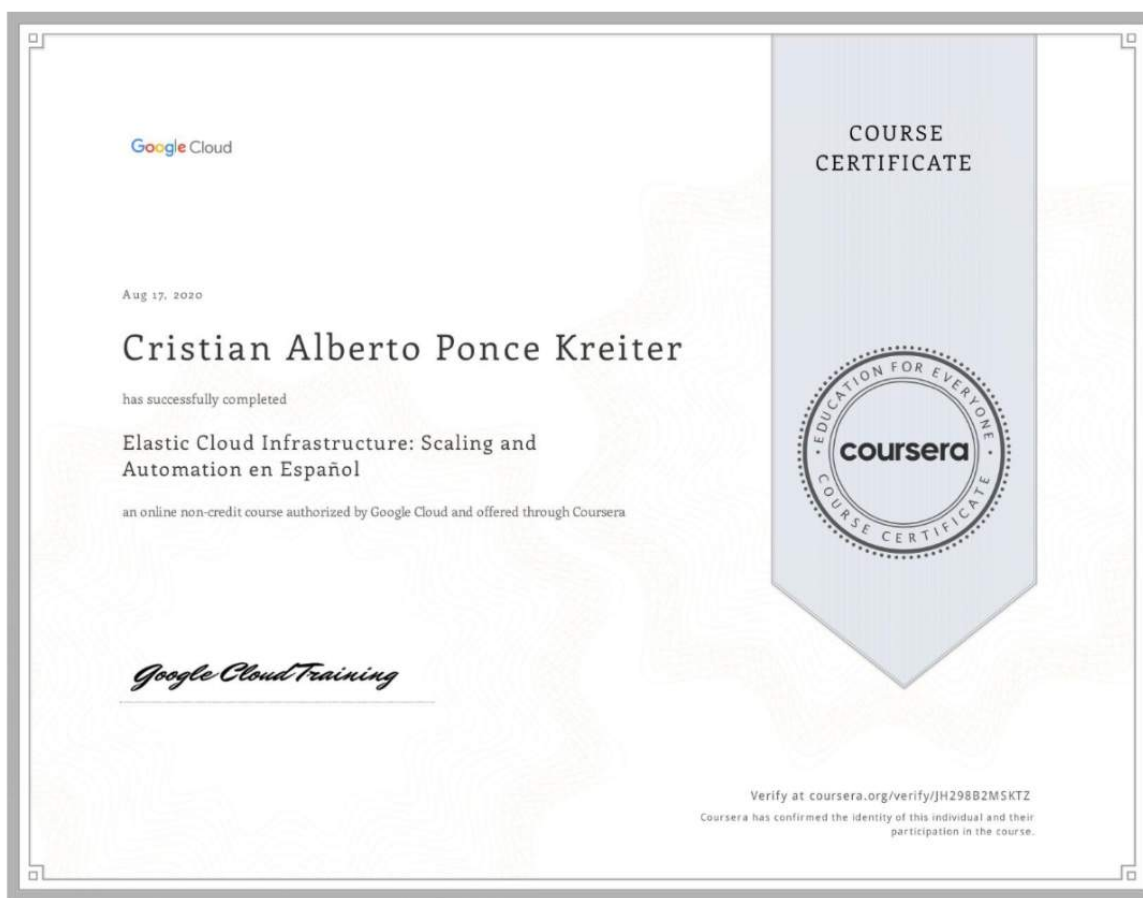 Google Cloud
COURSE
CERTIFICATE
Aug 17, 2020
Cristian Alberto Ponce Kreiter
has successfully completed
Elastic Cloud Infrastructure: Scaling and
Automation en Español
an online non-credit course authorized by Google Cloud and offered through Coursera
EDUCATION FOR EVERYONE
coursera
COURSE CERTIFICATE
Google Cloud Training
Verify at coursera.org/verify/JH298B2MSKTZ
Coursera has confirmed the identity of this individual and their
participation in the course.